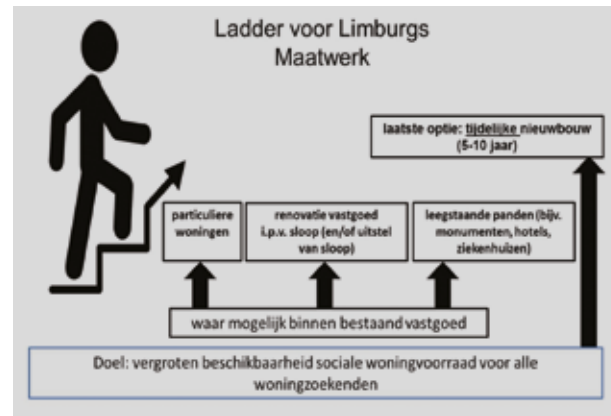 Ladder voor Limburgs
Maatwerk
laatste optie: tijdelijke nieuwbouw
(5-10 jaar)
particuliere
woningen
renovatie vastgoed
i.p.v. sloop (en/of uitstel
van sloop)
leegstaande panden (bijv.
monumenten, hotels,
ziekenhuizen)
waar mogelijk binnen bestaand vastgoed
Doel: vergroten beschikbaarheid sociale woningvoorraad voor alle
woningzoekenden